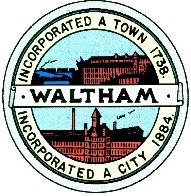 INCORPORATED A TOWN 1738.
· WALTHAM ·
INCORPORATED A CITY 1884.